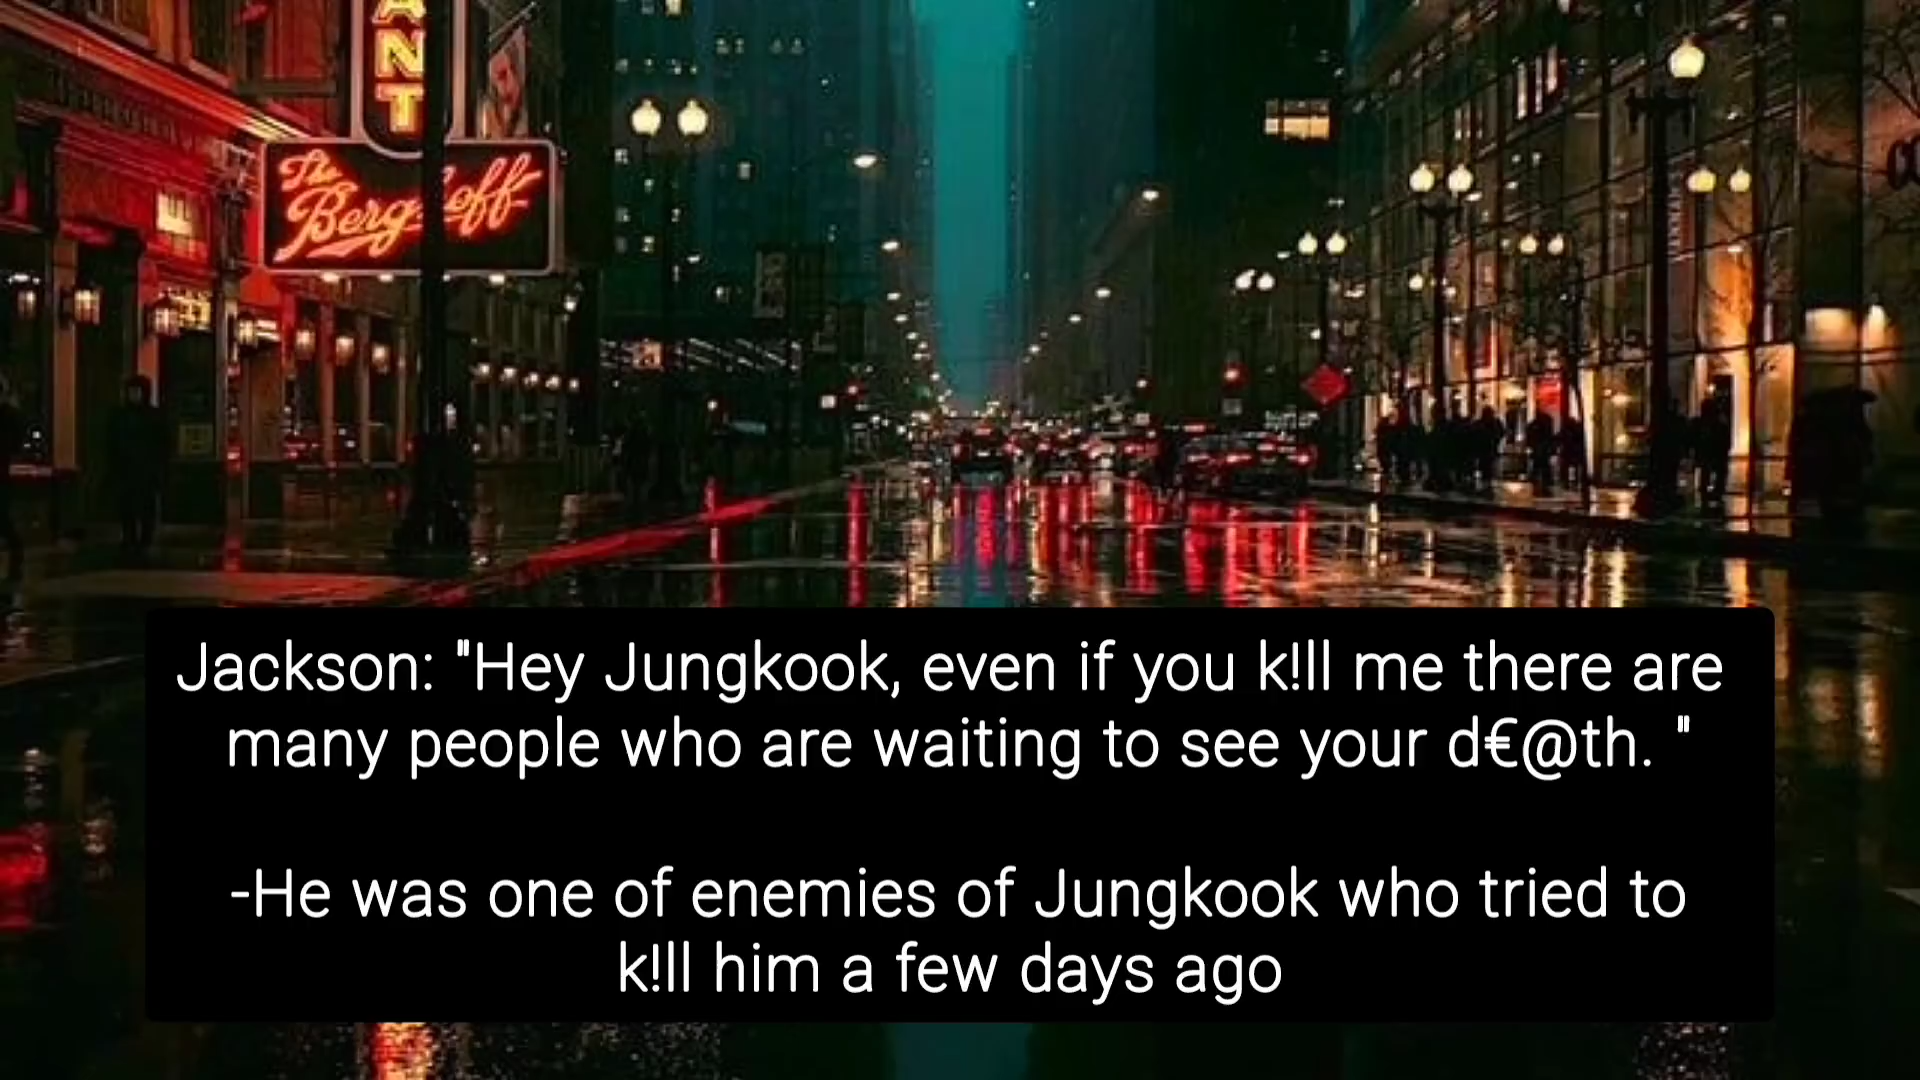 ANT
The
Berghoff
Jackson: "Hey Jungkook, even if you k!ll me there are
many people who are waiting to see your d€@th. "
-He was one of enemies of Jungkook who tried to
k!ll him a few days ago